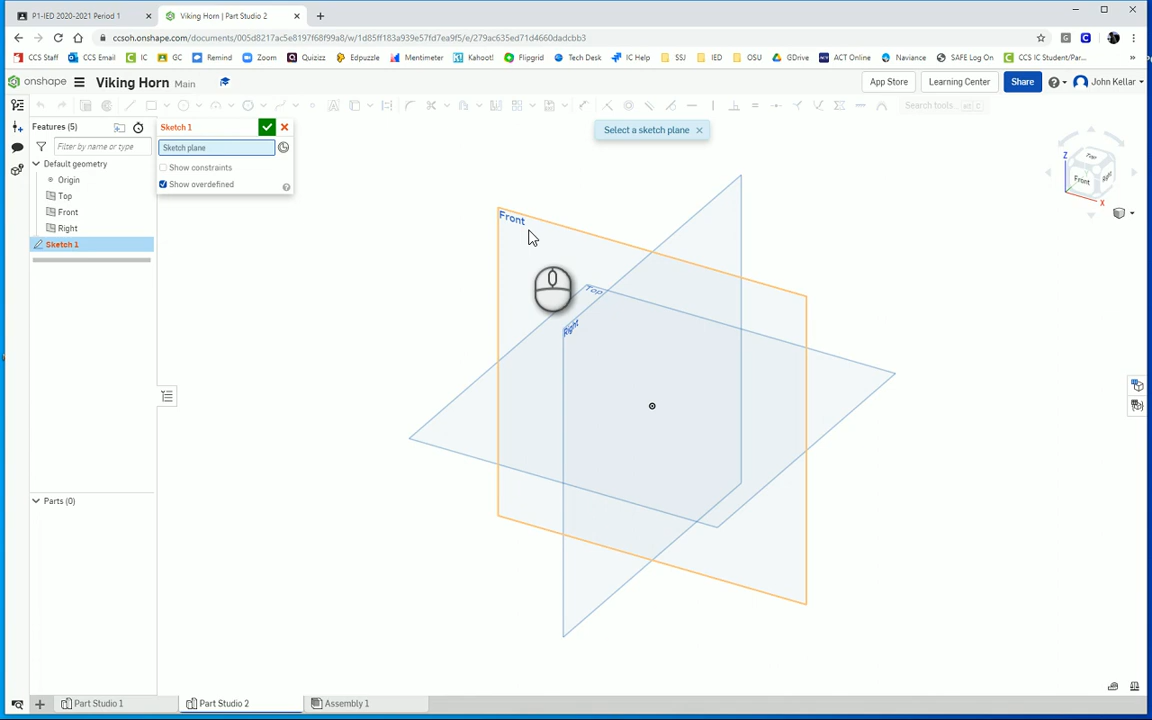 P1-IED 2020-2021 Period 1
Viking Horn | Part Studio 2
ccsoh.onshape.com/documents/005d8217ac5e8197f68f99a8/w/1d85ff183a939e57fd7ea9f5/e/279ac635ed71d4660dadcbb3
CCS Staff CCS Email IC GC Remind Zoom Quizizz Edpuzzle Mentimeter Kahoot! Flipgrid Tech Desk IC Help SSJ IED OSU GDrive ACT Online Naviance SAFE Log On CC IC Student/Par...
onshape Viking Horn Main App Store Learning Center Share John Kellar
Search tools...
Features (5)
Sketch 1
Select a sketch plane
Filter by name or type
Sketch plane
Default geometry
Show constraints
Origin
Show overdefined
Top
Front
Right
Sketch 1
Front
Top
Right
Z
Top
Front
Right
X
Parts (0)
Part Studio 1
Part Studio 2
Assembly 1